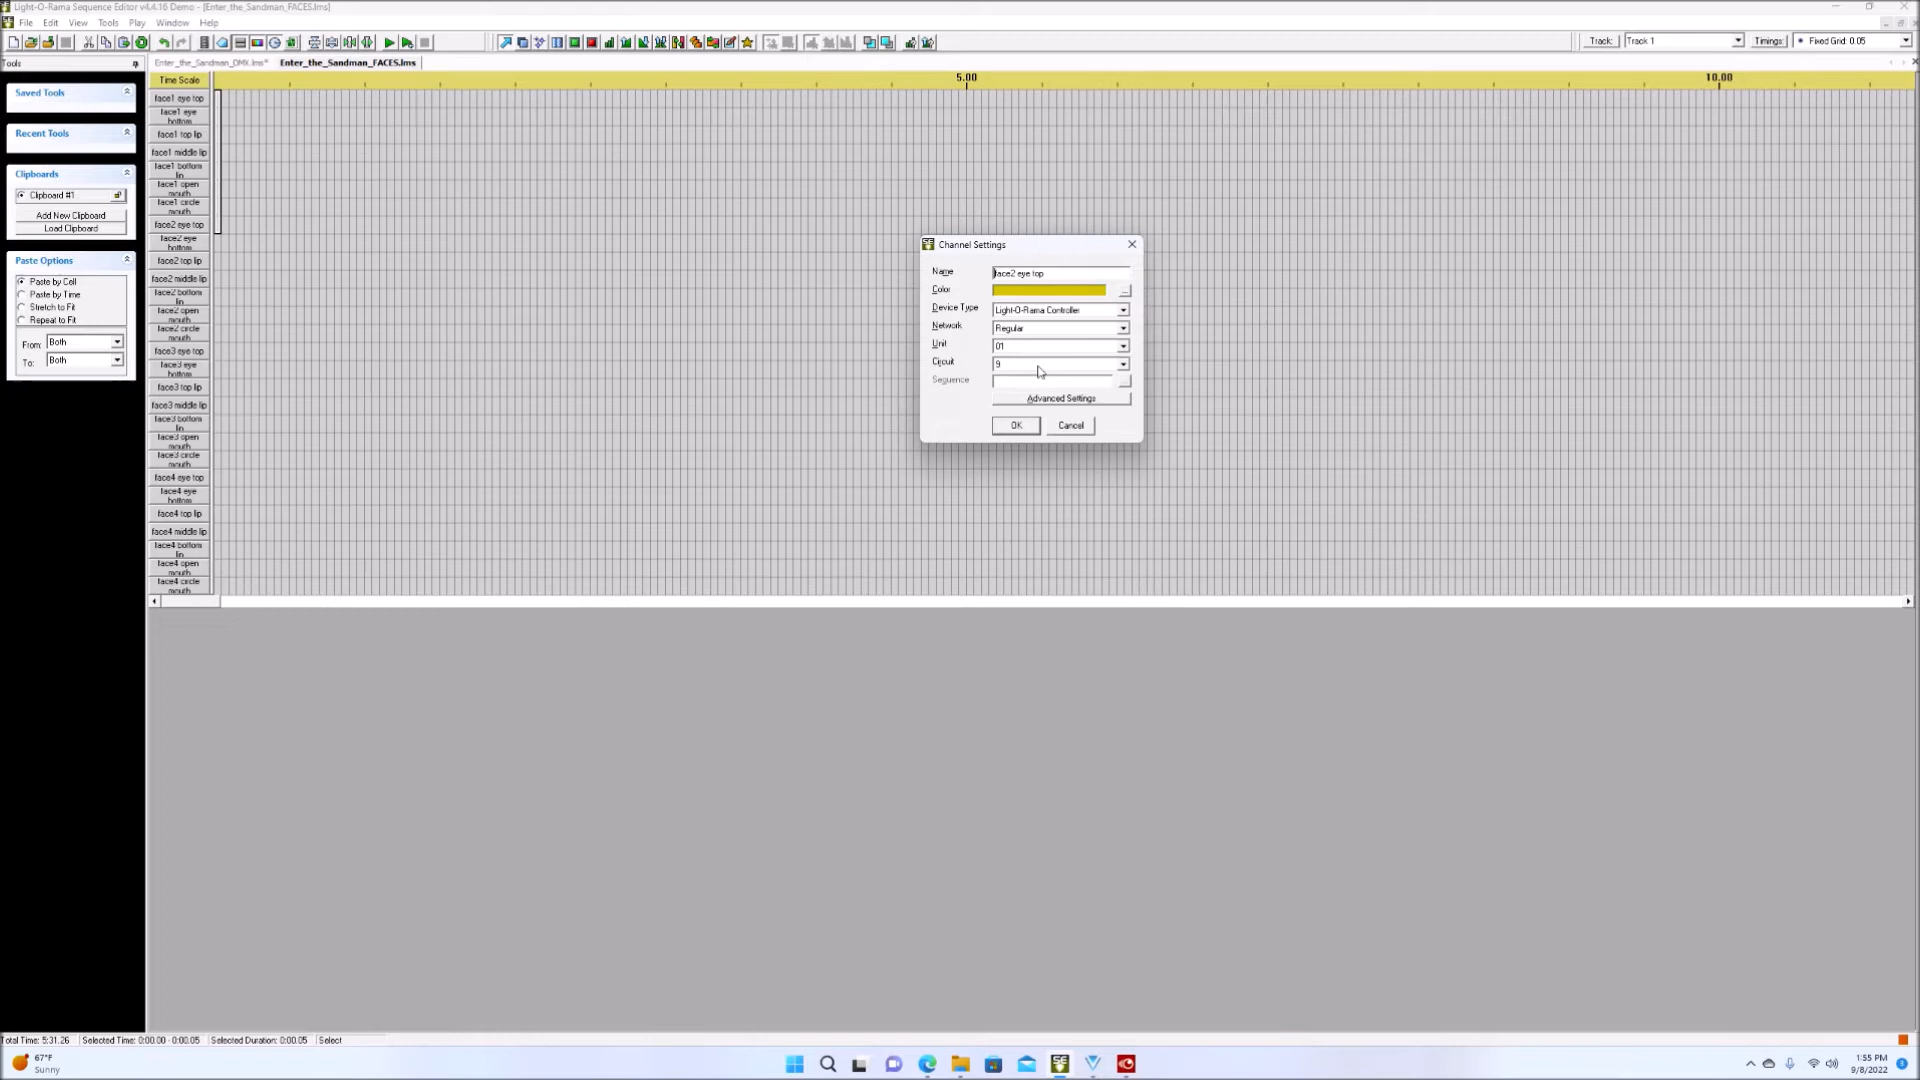 Light-O-Rama Sequence Editor v4.4.16 Demo - [Enter_the_Sandman_FACES.lms]
File Edit View Tools Play Window Help
Track: Track 1 Timings: Fixed Grid: 0.05
Tools
Enter_the_Sandman_DMX.lms* Enter_the_Sandman_FACES.lms
Time Scale 5.00 10.00
Saved Tools
Recent Tools
Clipboards
Clipboard #1
Add New Clipboard
Load Clipboard
Paste Options
Paste by Cell
Paste by Time
Stretch to Fit
Repeat to Fit
From: Both
To: Both
face1 eye top
face1 eye
bottom
face1 top lip
face1 middle lip
face1 bottom
lip
face1 open
mouth
face1 circle
mouth
face2 eye top
face2 eye
bottom
face2 top lip
face2 middle lip
face2 bottom
lip
face2 open
mouth
face2 circle
mouth
face3 eye top
face3 eye
bottom
face3 top lip
face3 middle lip
face3 bottom
lip
face3 open
mouth
face3 circle
mouth
face4 eye top
face4 eye
bottom
face4 top lip
face4 middle lip
face4 bottom
lip
face4 open
mouth
face4 circle
mouth
SE Channel Settings
Name face2 eye top
Color ...
Device Type Light-O-Rama Controller
Network Regular
Unit 01
Circuit 9
Sequence ...
Advanced Settings
OK Cancel
Total Time: 5:31.26 Selected Time: 0:00.00 - 0:00.05 Selected Duration: 0:00.05 Select
67°F
Sunny
SE
1:55 PM
9/8/2022
3